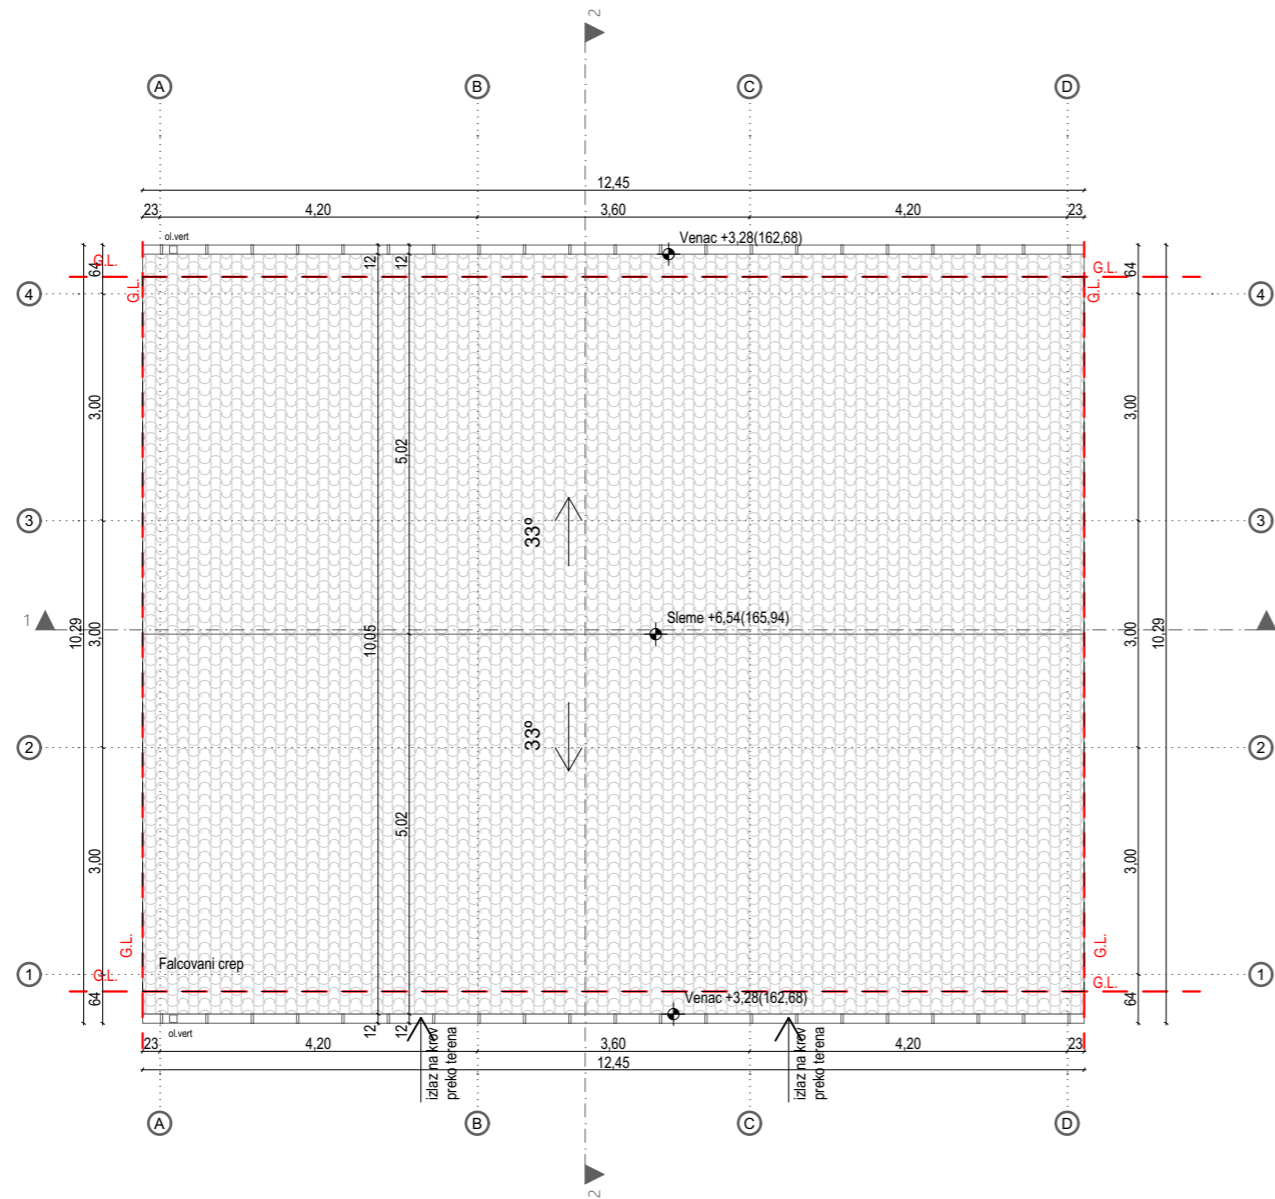 2
A B C D
12,45
23 4,20 3,60 4,20 23
ol.vert
Venac +3,28(162,68)
12 12
64 G.L. G.L. 64
G.L. G.L.
4 4
3,00 3,00
5,02
3 3
33º
Sleme +6,54(165,94)
1
10,29 3,00 10,05 3,00 10,29
33º
2 2
5,02
3,00 3,00
G.L. G.L.
Falcovani crep
1 1
G.L. G.L.
64 64
Venac +3,28(162,68)
12 12
ol.vert
izlaz na krov
preko terena
izlaz na krov
preko terena
23 4,20 3,60 4,20 23
12,45
A B C D
2